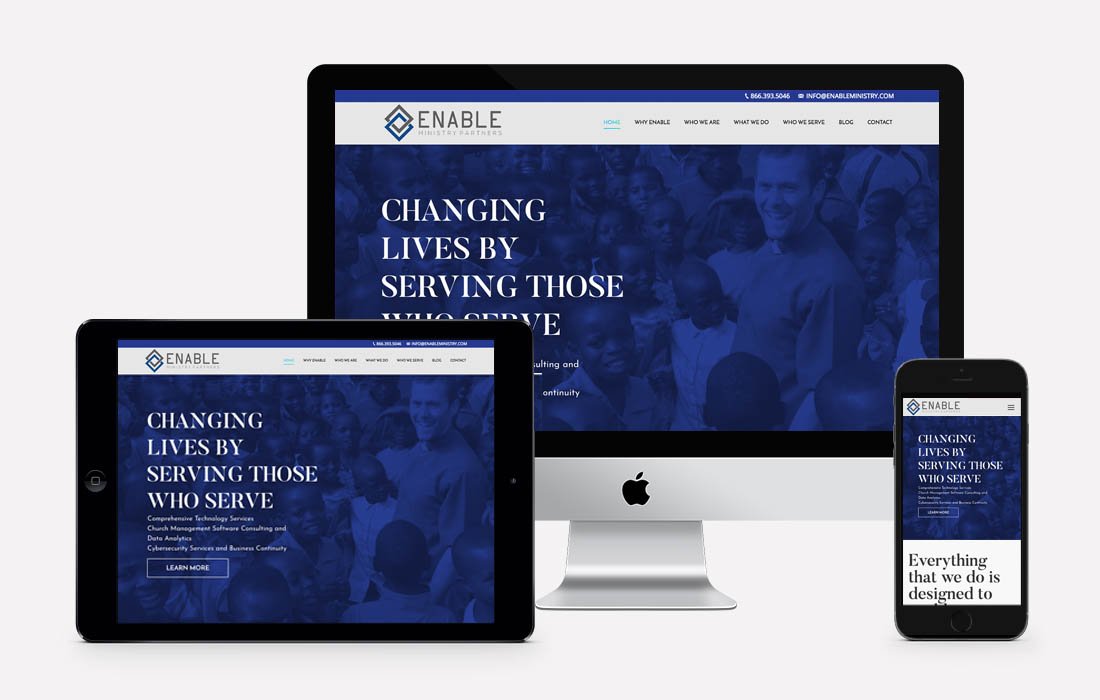 866.393.5046 INFO@ENABLEMINISTRY.COM
ENABLE
MINISTRY PARTNERS
HOME WHY ENABLE WHO WE ARE WHAT WE DO WHO WE SERVE BLOG CONTACT
CHANGING
LIVES BY
SERVING THOSE
WHO SERVE
sulting and
ontinuity
866.393.5046 INFO@ENABLEMINISTRY.COM
ENABLE
MINISTRY PARTNERS
HOME WHY ENABLE WHO WE ARE WHAT WE DO WHO WE SERVE BLOG CONTACT
CHANGING
LIVES BY
SERVING THOSE
WHO SERVE
Comprehensive Technology Services
Church Management Software Consulting and
Data Analytics
Cybersecurity Services and Business Continuity
LEARN MORE
ENABLE
MINISTRY PARTNERS
CHANGING
LIVES BY
SERVING THOSE
WHO SERVE
Comprehensive Technology Services
Church Management Software Consulting and
Data Analytics
Cybersecurity Services and Business Continuity
LEARN MORE
Everything
that we do is
designed to